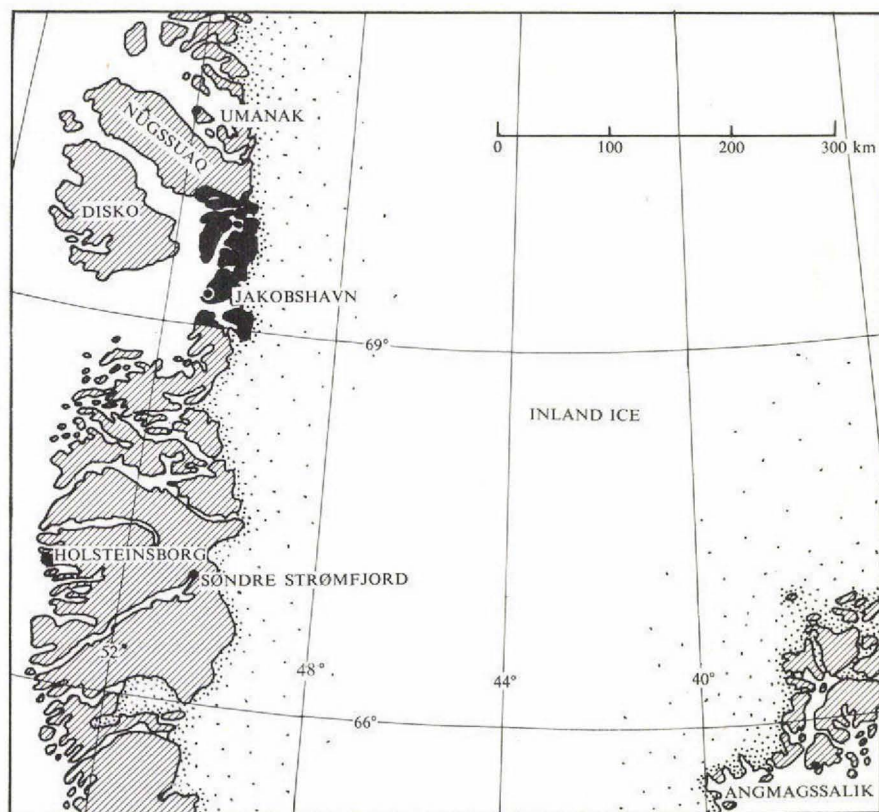 UMANAK
NÛGSSUAQ
0 100 200 300 km
DISKO
JAKOBSHAVN
69°
INLAND ICE
HOLSTEINSBORG
SØNDRE STRØMFJORD
52°
48°
44°
40°
66°
ANGMAGSSALIK